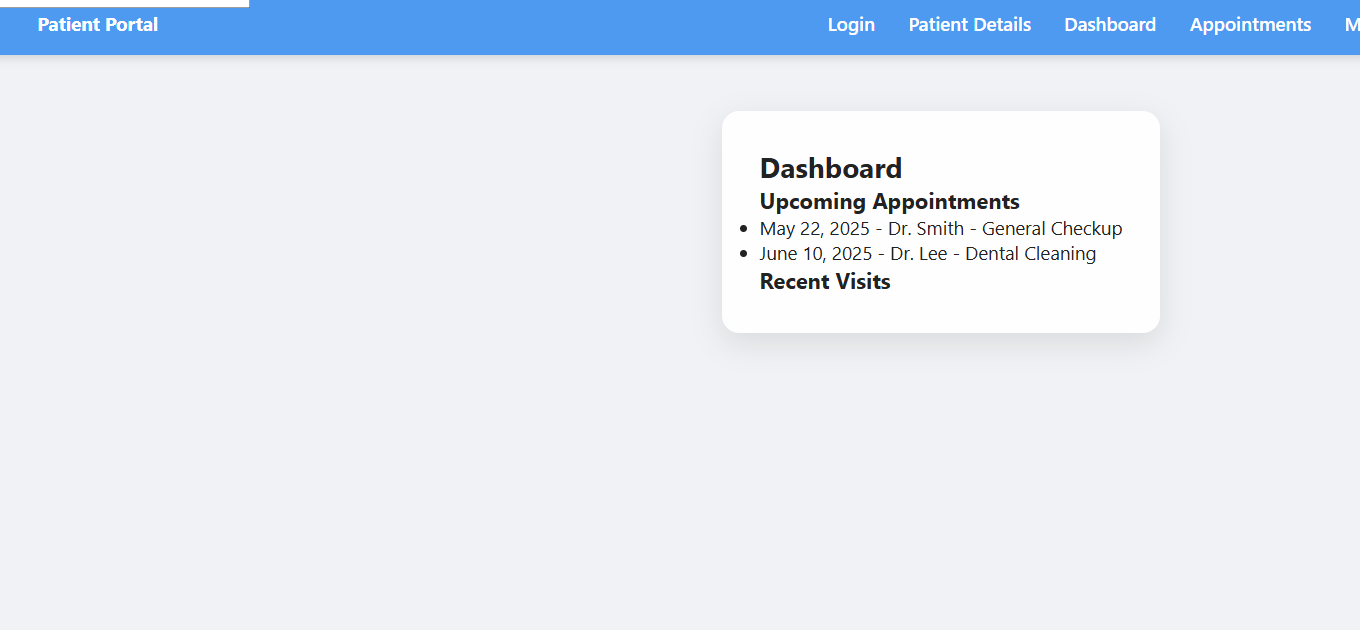 Patient Portal Login Patient Details Dashboard Appointments M
Dashboard
Upcoming Appointments
May 22, 2025 - Dr. Smith - General Checkup
June 10, 2025 - Dr. Lee - Dental Cleaning
Recent Visits